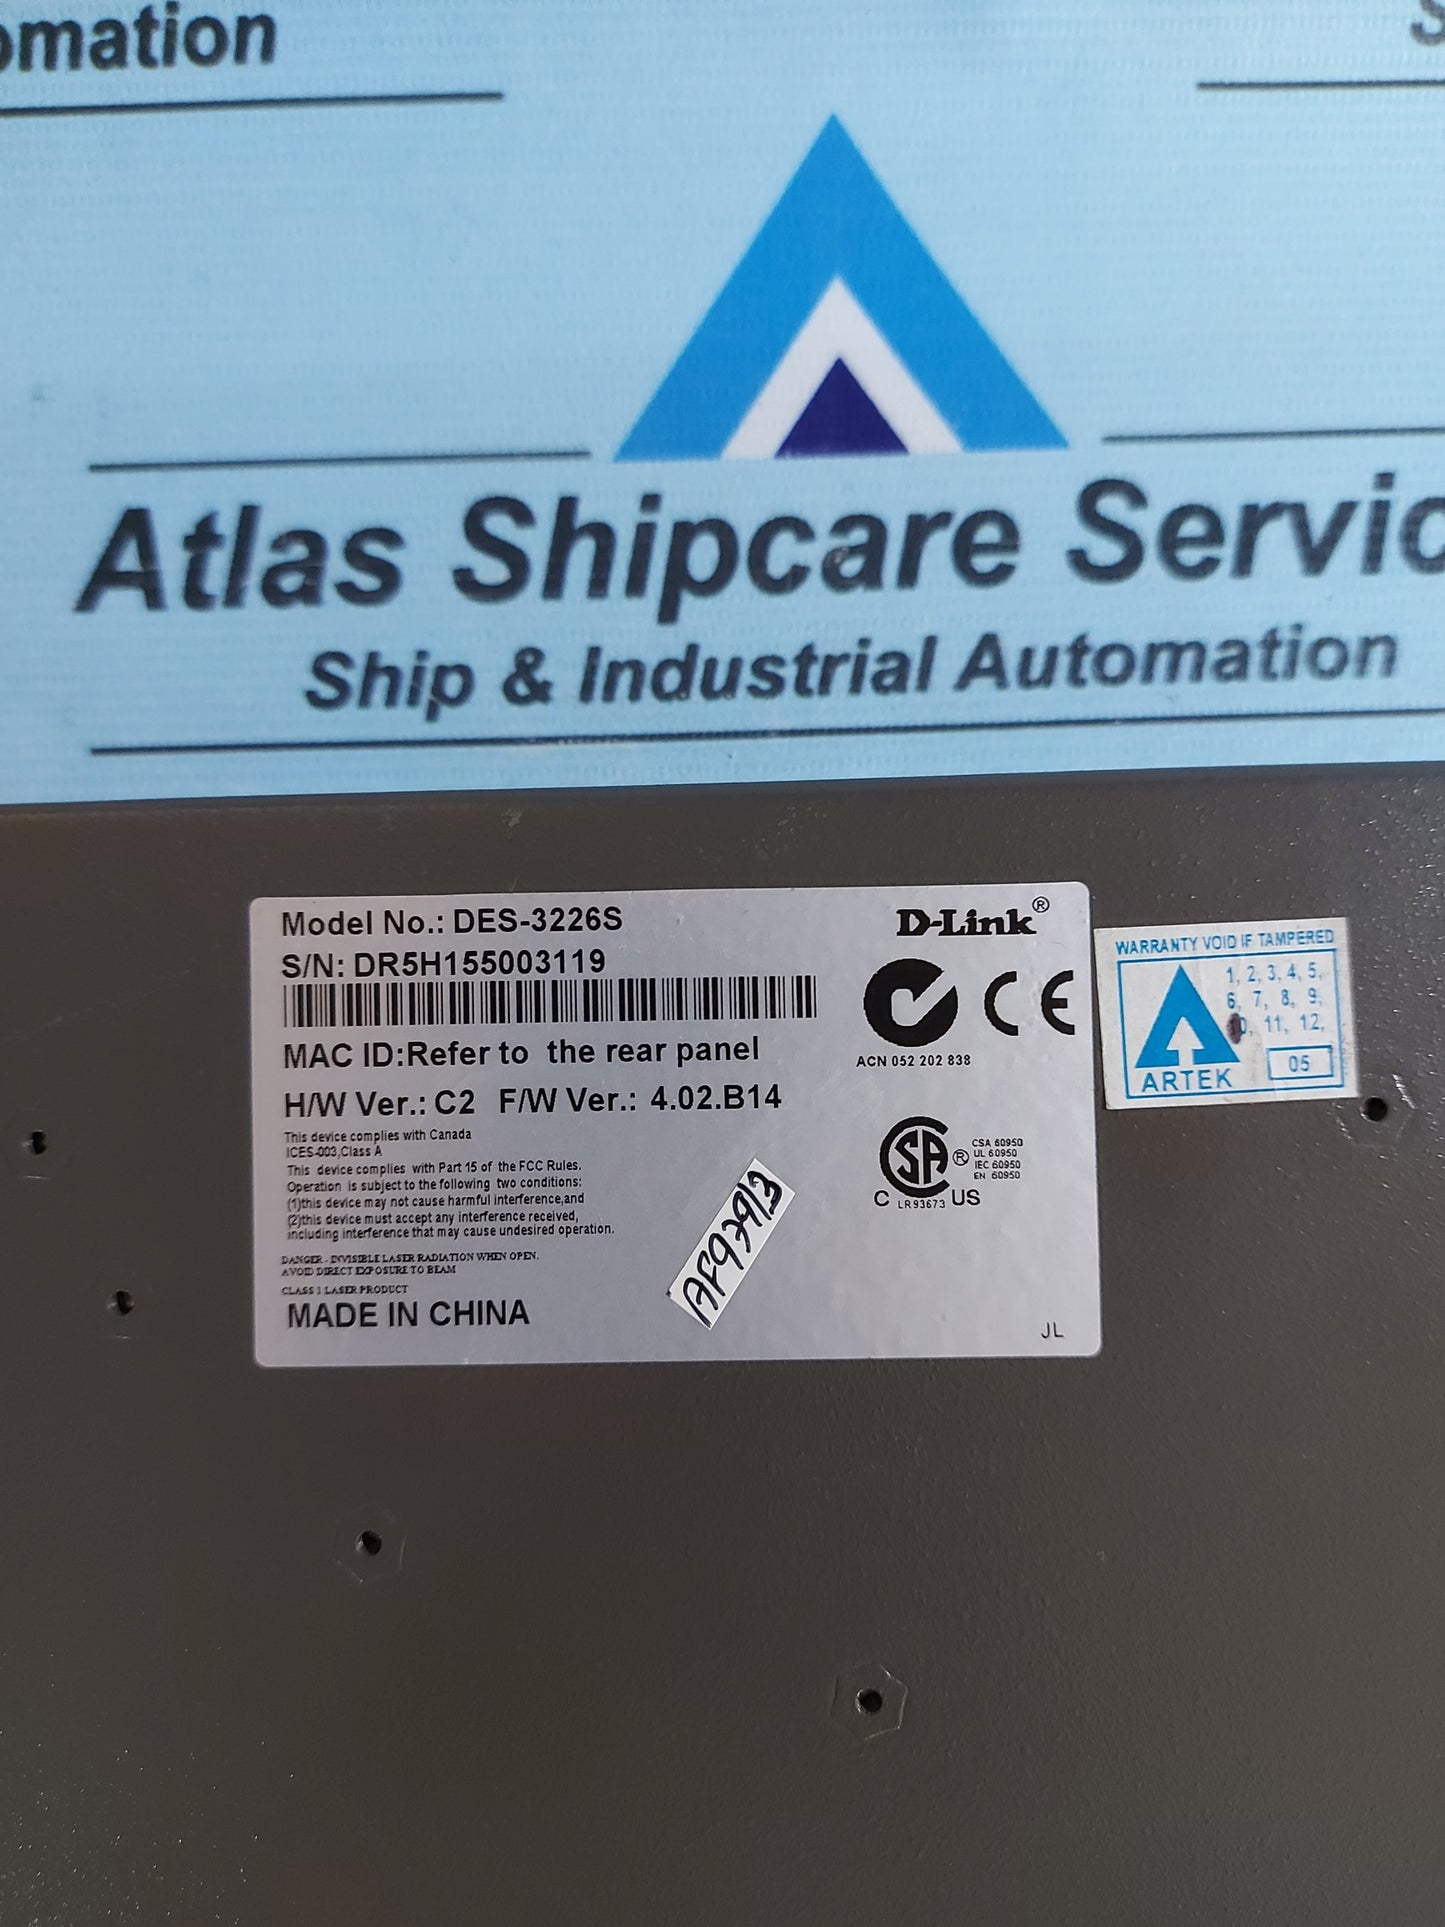 omation
Atlas Shipcare Servic
Ship & Industrial Automation
Model No.: DES-3226S
D-Link®
S/N: DR5H155003119
MAC ID:Refer to the rear panel
ACN 052 202 838
H/W Ver.: C2 F/W Ver.: 4.02.B14
This device complies with Canada
ICES-003,Class A
This device complies with Part 15 of the FCC Rules.
Operation is subject to the following two conditions:
(1)this device may not cause harmful interference,and
(2)this device must accept any interference received,
including interference that may cause undesired operation.
DANGER - INVISIBLE LASER RADIATION WHEN OPEN.
AVOID DIRECT EXPOSURE TO BEAM
CLASS 1 LASER PRODUCT
MADE IN CHINA
CE
SA ®
CSA 60950
UL 60950
IEC 60950
EN 60950
C LR93673 US
JL
WARRANTY VOID IF TAMPERED
1, 2, 3, 4, 5,
6, 7, 8, 9,
10, 11, 12,
05
ARTEK